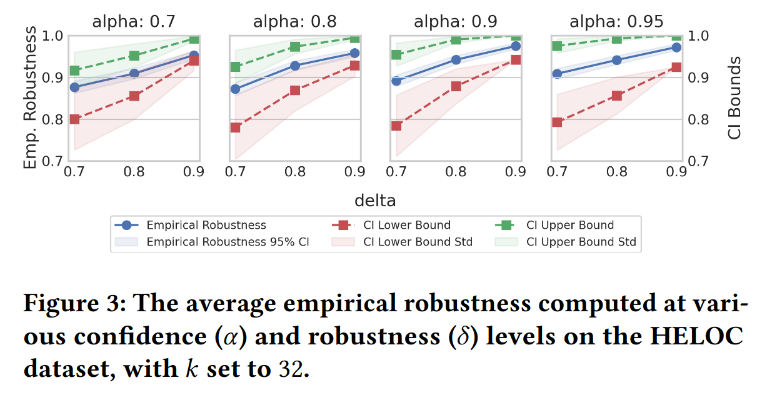 alpha: 0.7 alpha: 0.8 alpha: 0.9 alpha: 0.95
Emp. Robustness
1.0
0.9
0.8
0.7
1.0
0.9
0.8
0.7
CI Bounds
0.7 0.8 0.9 0.7 0.8 0.9 0.7 0.8 0.9 0.7 0.8 0.9
delta
Empirical Robustness CI Lower Bound CI Upper Bound
Empirical Robustness 95% CI CI Lower Bound Std CI Upper Bound Std
Figure 3: The average empirical robustness computed at vari-
ous confidence (α) and robustness (δ) levels on the HELOC
dataset, with k set to 32.